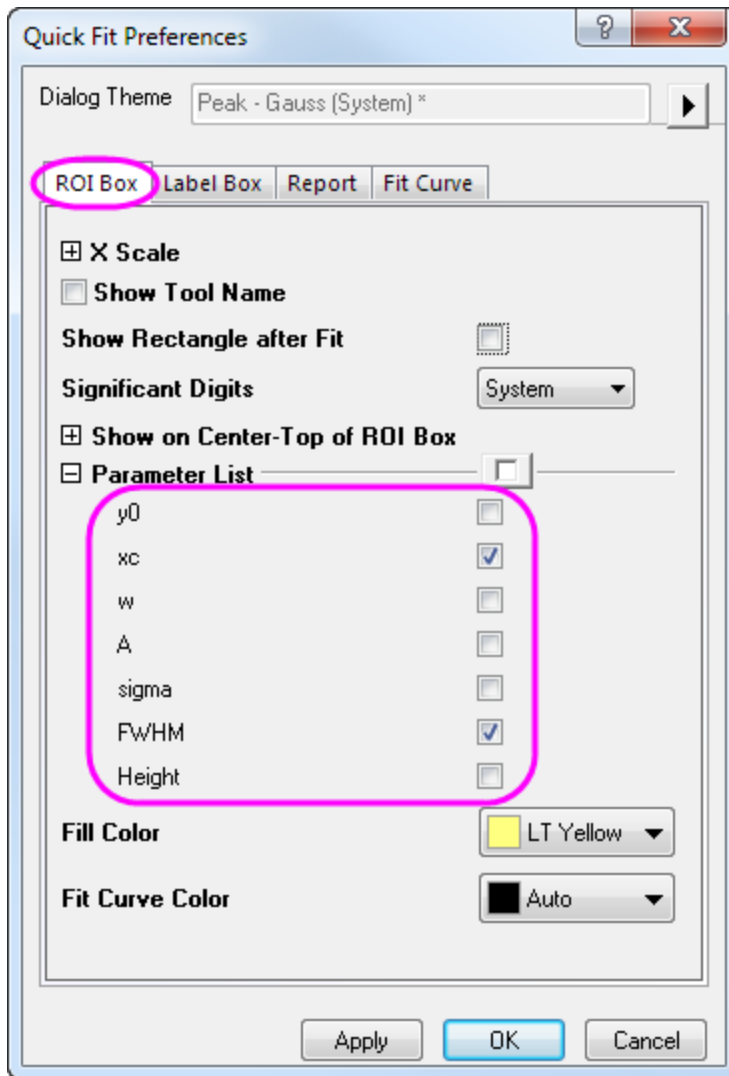 Quick Fit Preferences
Dialog Theme Peak - Gauss (System) *
ROI Box Label Box Report Fit Curve
X Scale
Show Tool Name
Show Rectangle after Fit
Significant Digits System
Show on Center-Top of ROI Box
Parameter List
y0
xc
w
A
sigma
FWHM
Height
Fill Color LT Yellow
Fit Curve Color Auto
Apply OK Cancel